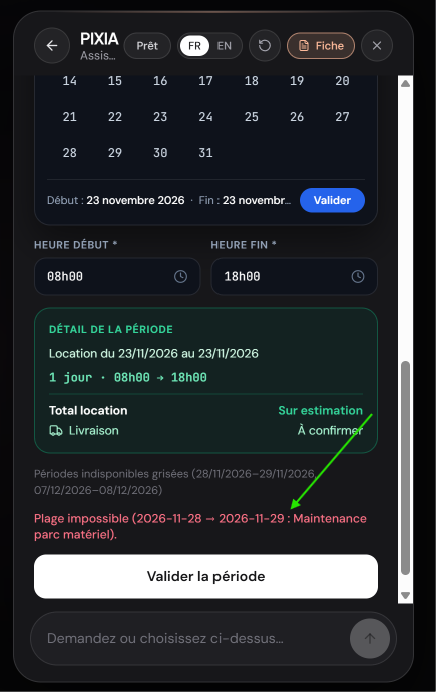 PIXIA
Assis...
Prêt
FR
EN
Fiche
14 15 16 17 18 19 20
21 22 23 24 25 26 27
28 29 30 31
Début : 23 novembre 2026 · Fin : 23 novembr...
Valider
HEURE DÉBUT *
HEURE FIN *
08h00
18h00
DÉTAIL DE LA PÉRIODE
Location du 23/11/2026 au 23/11/2026
1 jour · 08h00 → 18h00
Total location Sur estimation
Livraison À confirmer
Périodes indisponibles grisées (28/11/2026–29/11/2026,
07/12/2026–08/12/2026)
Plage impossible (2026-11-28 → 2026-11-29 : Maintenance
parc matériel).
Valider la période
Demandez ou choisissez ci-dessus...